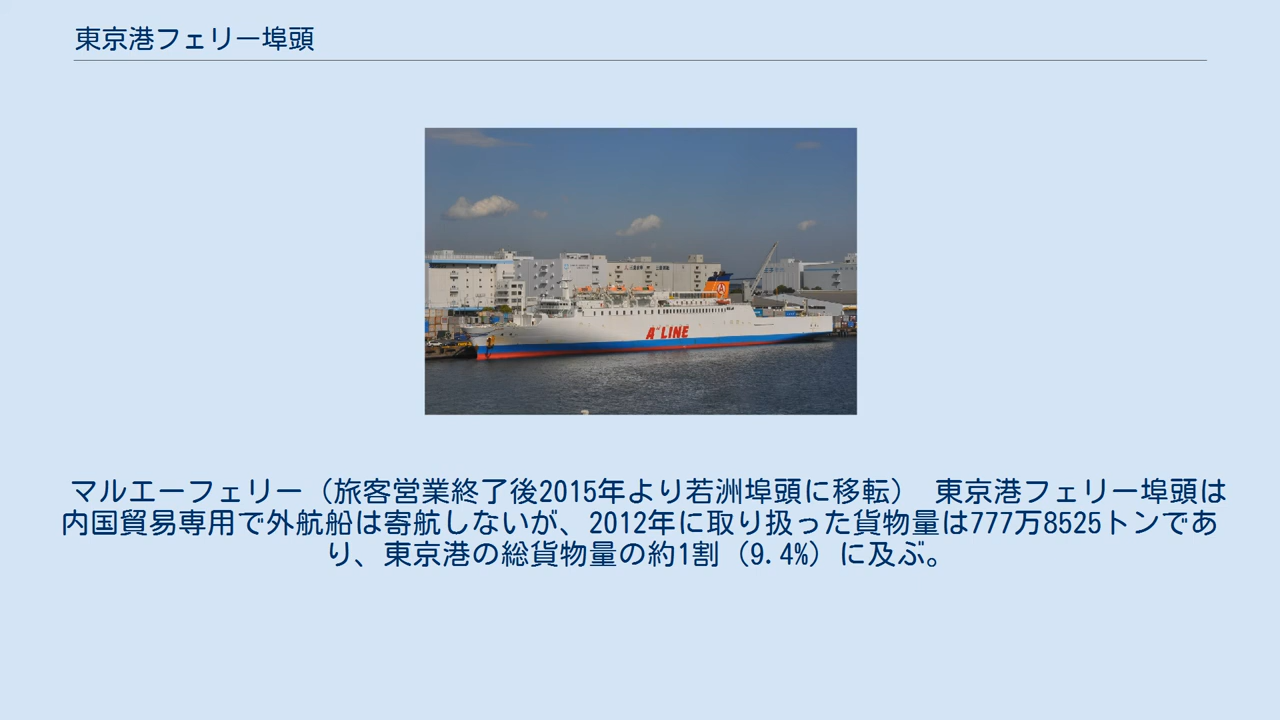 東京港フェリー埠頭
A"LINE
マルエーフェリー（旅客営業終了後2015年より若洲埠頭に移転） 東京港フェリー埠頭は
内国貿易専用で外航船は寄航しないが、2012年に取り扱った貨物量は777万8525トンであ
り、東京港の総貨物量の約1割（9.4%）に及ぶ。